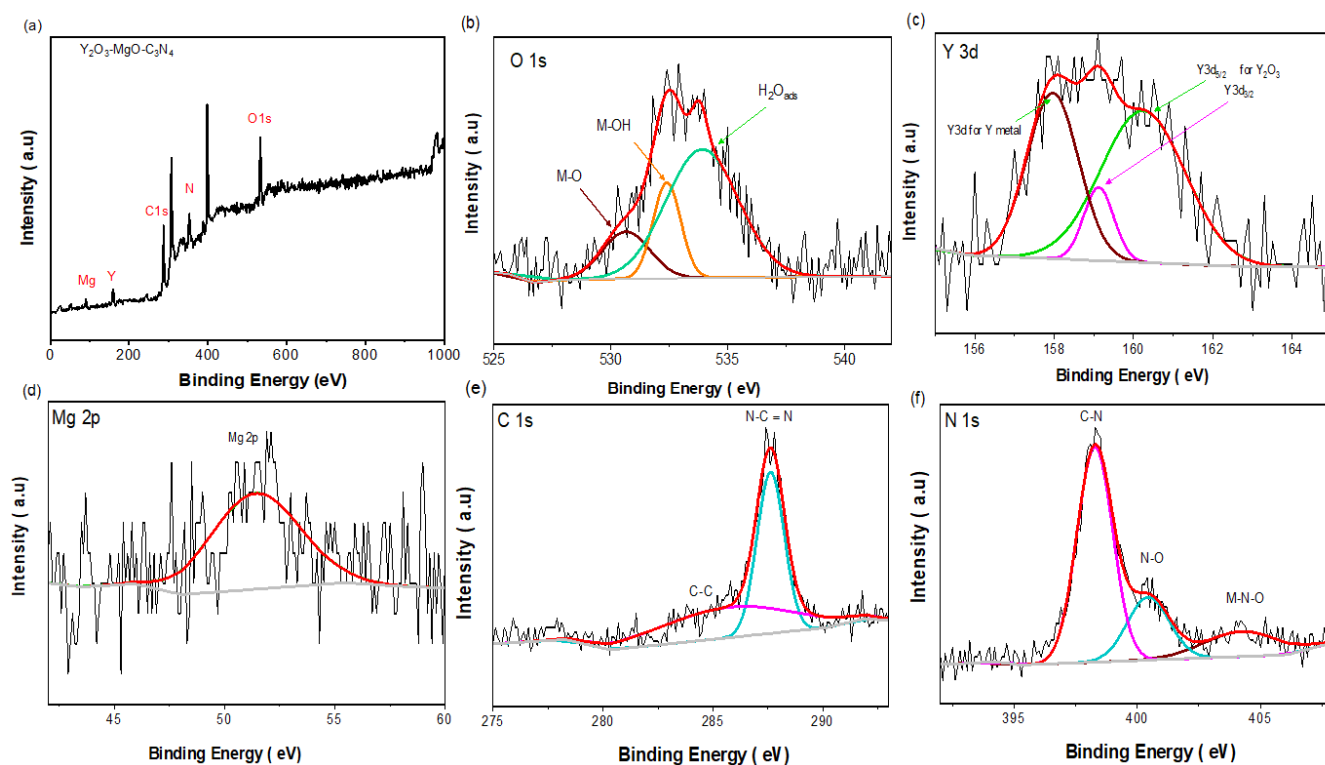 (a)
Y₂O₃-MgO-C₃N₄
Intensity (a.u)
Mg
Y
C1s
N
O1s
0
200
400
600
800
1000
Binding Energy (eV)
(b)
O 1s
Intensity ( a.u)
M-O
M-OH
H₂Oads
525
530
535
540
Binding Energy ( eV)
(c)
Y 3d
Intensity ( a.u)
Y3d for Y metal
Y3d5/2 for Y₂O₃
Y3d3/2
156
158
160
162
164
Binding Energy ( eV)
(d)
Mg 2p
Mg 2p
Intensity ( a.u)
45
50
55
60
Binding Energy ( eV)
(e)
C 1s
Intensity ( a.u)
C-C
N-C = N
275
280
285
290
Binding Energy ( eV)
(f)
N 1s
Intensity ( a.u)
C-N
N-O
M-N-O
395
400
405
Binding Energy ( eV)